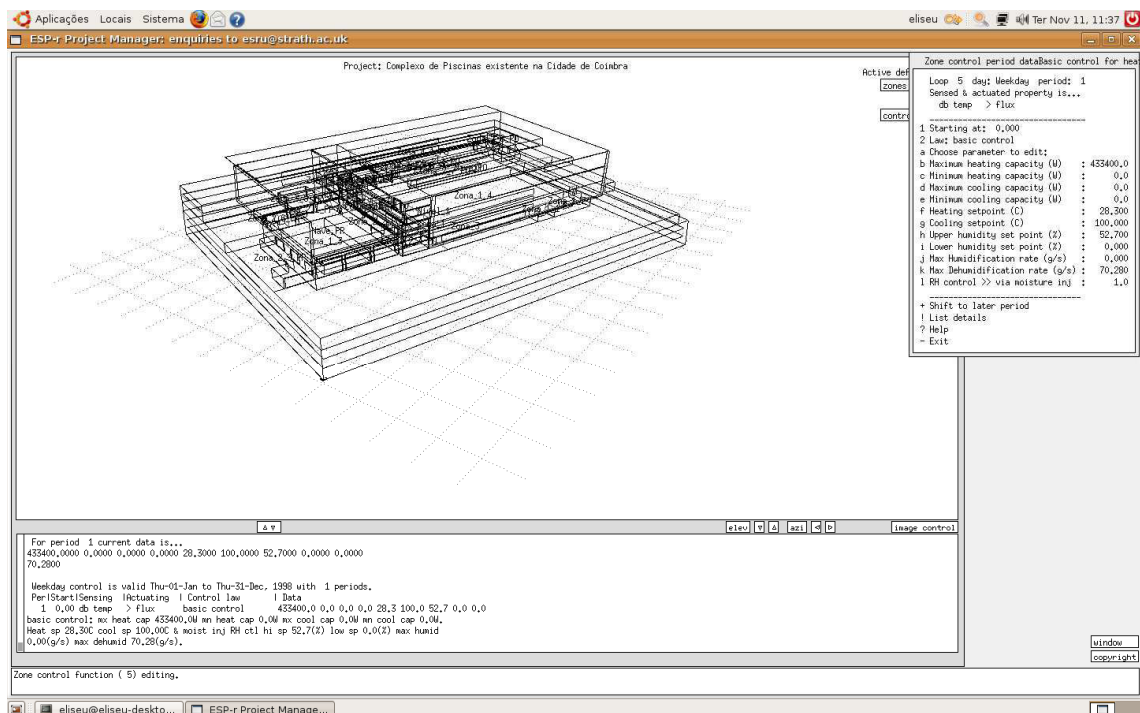 Aplicações Locais Sistema eliseu Ter Nov 11, 11:37
ESP-r Project Manager: enquiries to esru@strath.ac.uk
Project: Complexo de Piscinas existente na Cidade de Coimbra
Active def
zones
contro
Zona_1_4
Nave_PR
Zona_1_3
Zone control period dataBasic control for hea
Loop 5 day: Weekday period: 1
Sensed & actuated property is...
db temp > flux
1 Starting at: 0.000
2 Law: basic control
a Choose parameter to edit:
b Maximum heating capacity (W) : 433400.0
c Minimum heating capacity (W) : 0.0
d Maximum cooling capacity (W) : 0.0
e Minimum cooling capacity (W) : 0.0
f Heating setpoint (C) : 28.300
g Cooling setpoint (C) : 100.000
h Upper humidity set point (%) : 52.700
i Lower humidity set point (%) : 0.000
j Max Humidification rate (g/s) : 0.000
k Max Dehumidification rate (g/s) : 70.280
l RH control >> via moisture inj : 1.0
+ Shift to later period
! List details
? Help
- Exit
elev azi image control
For period 1 current data is...
433400.0000 0.0000 0.0000 0.0000 28.3000 100.0000 52.7000 0.0000 0.0000
70.2800
Weekday control is valid Thu-01-Jan to Thu-31-Dec, 1998 with 1 periods.
Per|Start|Sensing |Actuating | Control law | Data
1 0.00 db temp > flux basic control 433400.0 0.0 0.0 0.0 28.3 100.0 52.7 0.0 0.0
basic control: mx heat cap 433400.0W mn heat cap 0.0W mx cool cap 0.0W mn cool cap 0.0W.
Heat sp 28.30C cool sp 100.00C & moist inj RH ctl hi sp 52.7(%) low sp 0.0(%) max humid
0.00(g/s) max dehumid 70.28(g/s).
window
copyright
Zone control function ( 5) editing.
eliseu@eliseu-deskto... ESP-r Project Manage...